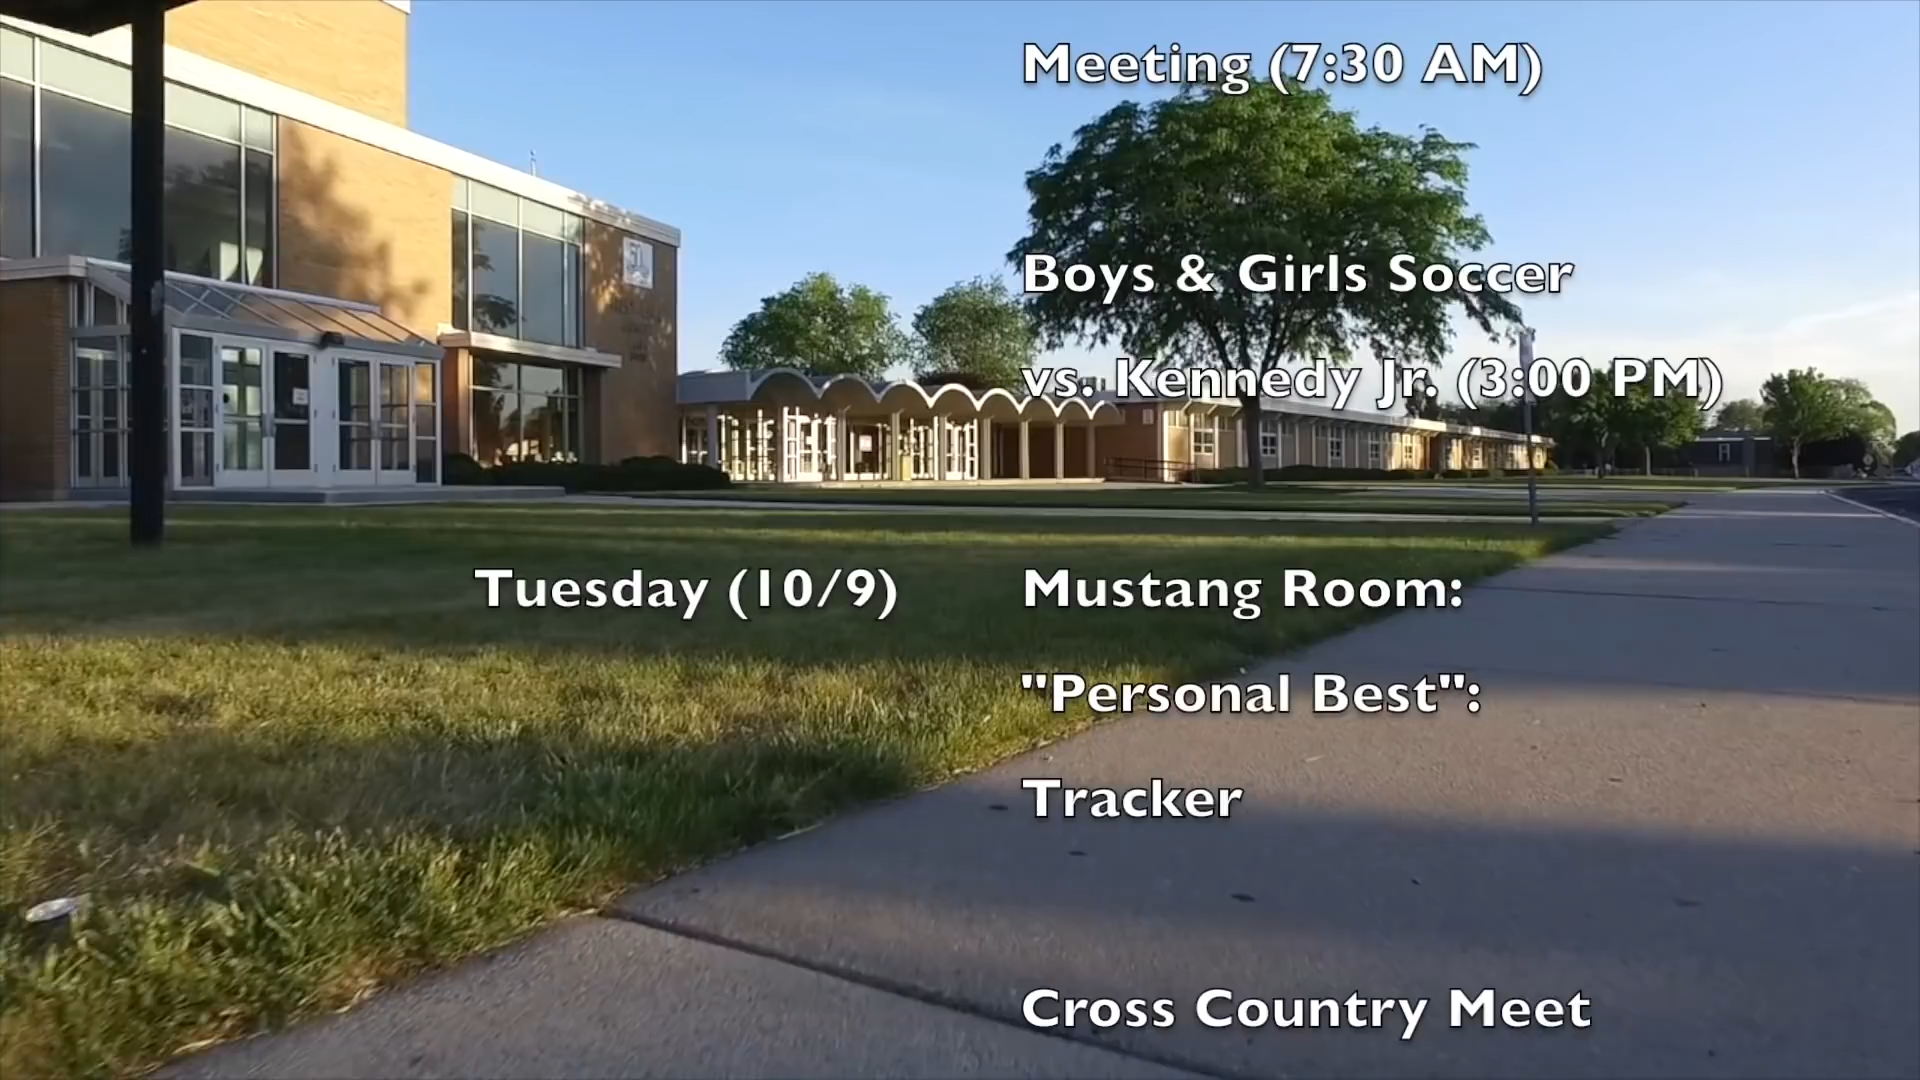 Meeting (7:30 AM)
Boys & Girls Soccer
vs. Kennedy Jr. (3:00 PM)
Tuesday (10/9) Mustang Room:
"Personal Best":
Tracker
Cross Country Meet
50